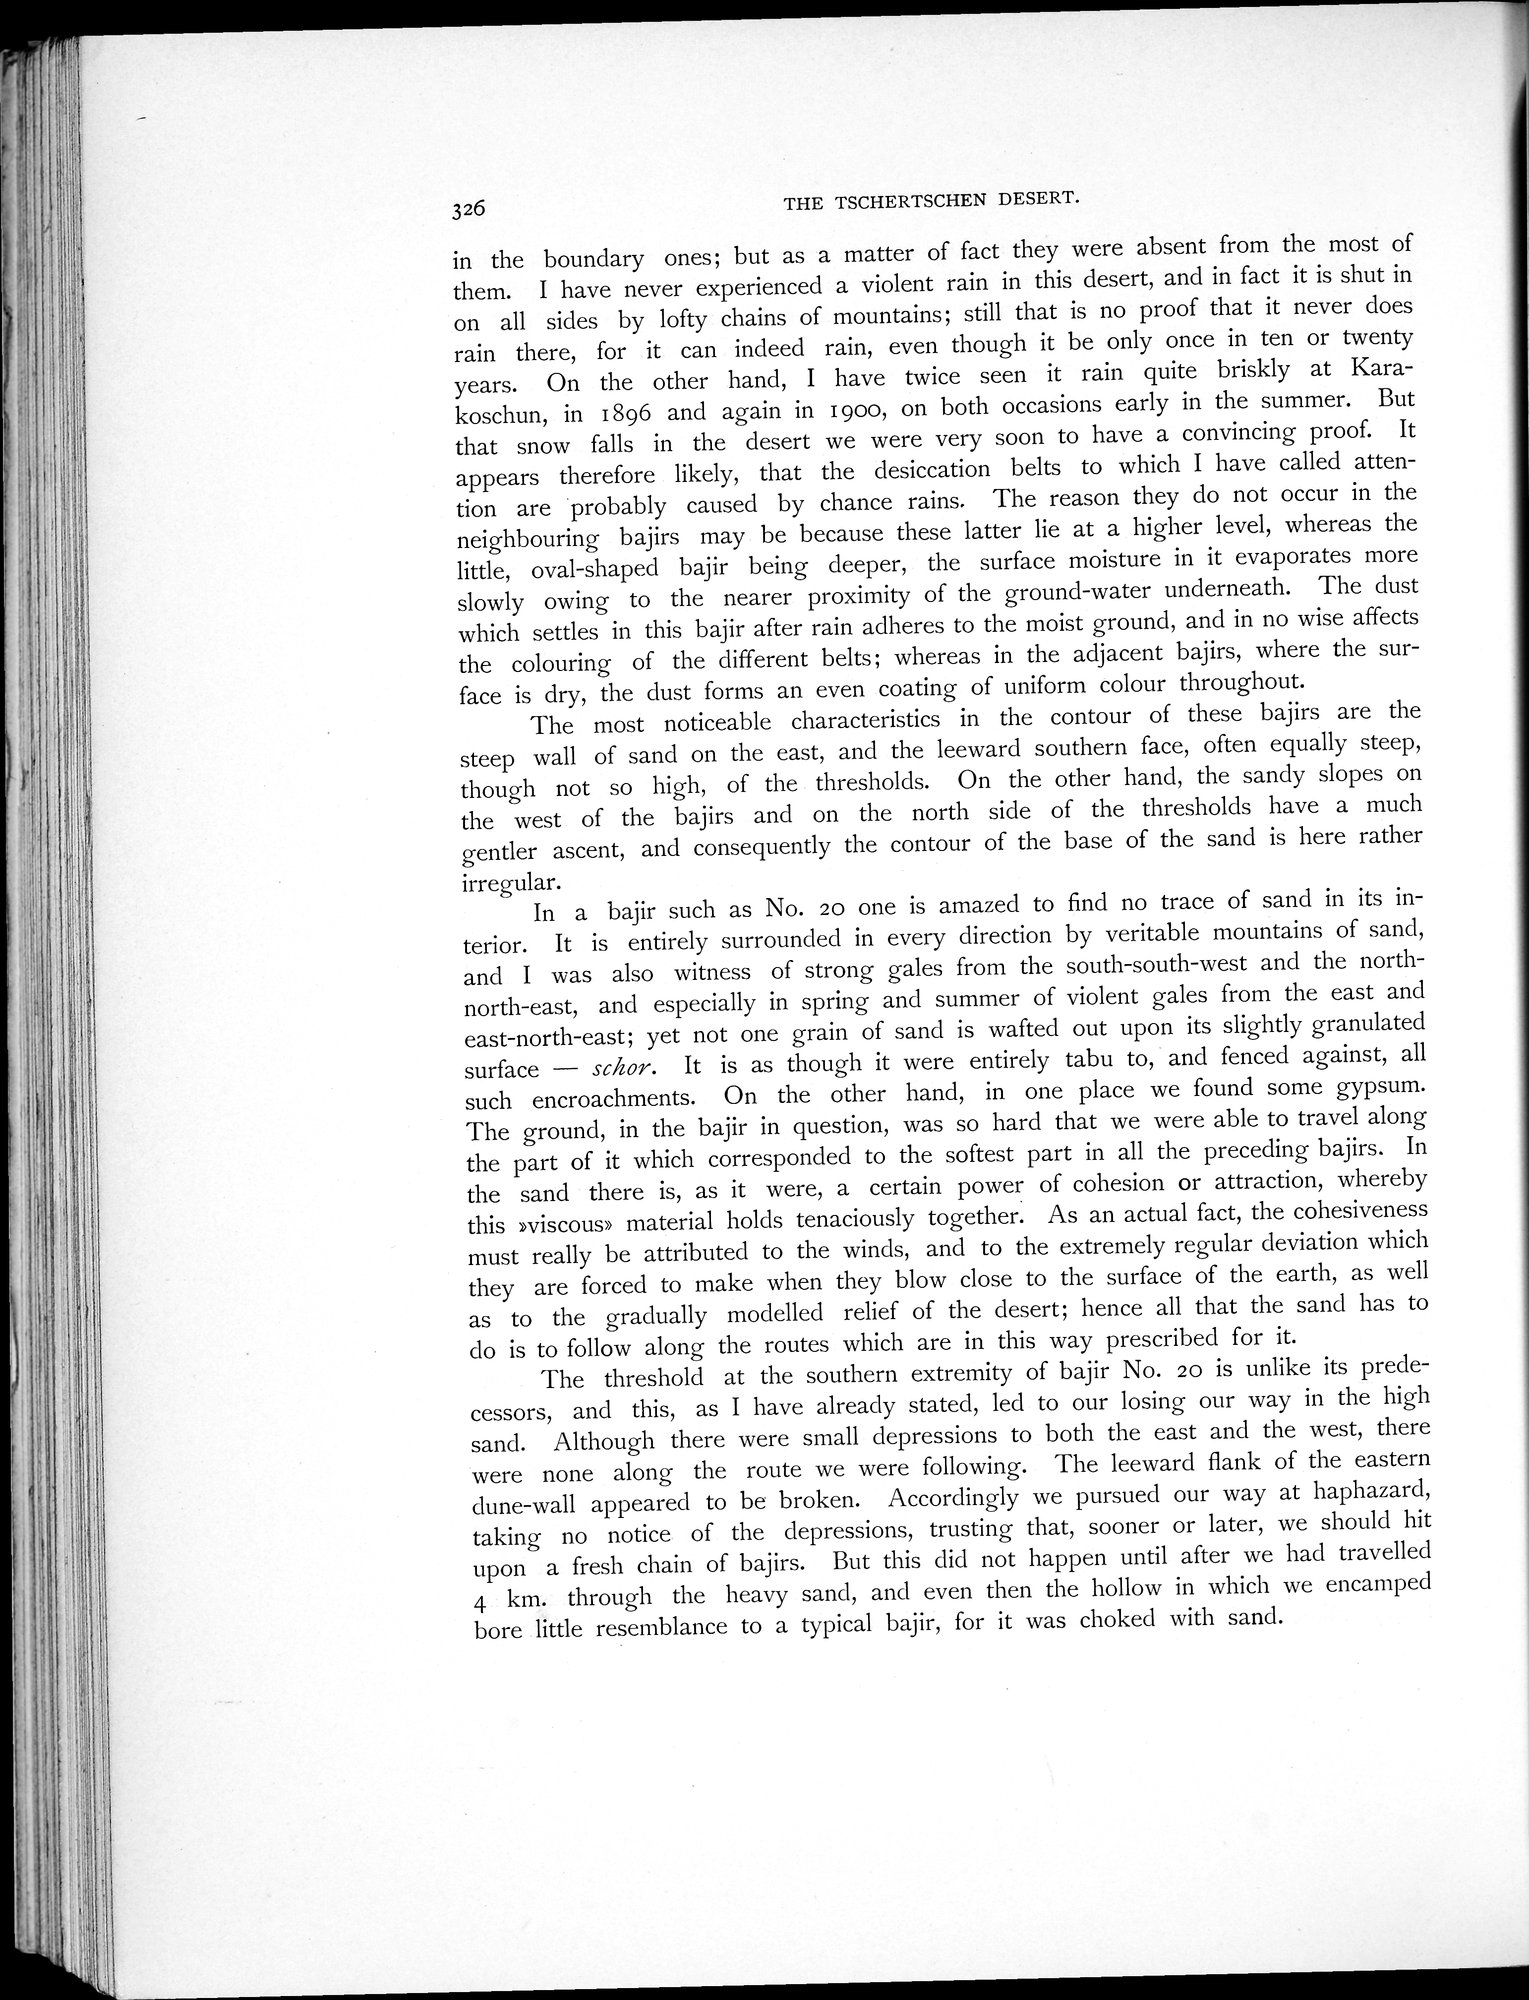 326
THE TSCHERTSCHEN DESERT.
in the boundary ones; but as a matter of fact they were absent from the most of
them. I have never experienced a violent rain in this desert, and in fact it is shut in
on all sides by lofty chains of mountains; still that is no proof that it never does
rain there, for it can indeed rain, even though it be only once in ten or twenty
years. On the other hand, I have twice seen it rain quite briskly at Kara-
koschun, in 1896 and again in 1900, on both occasions early in the summer. But
that snow falls in the desert we were very soon to have a convincing proof. It
appears therefore likely, that the desiccation belts to which I have called atten-
tion are probably caused by chance rains. The reason they do not occur in the
neighbouring bajirs may be because these latter lie at a higher level, whereas the
little, oval-shaped bajir being deeper, the surface moisture in it evaporates more
slowly owing to the nearer proximity of the ground-water underneath. The dust
which settles in this bajir after rain adheres to the moist ground, and in no wise affects
the colouring of the different belts; whereas in the adjacent bajirs, where the sur-
face is dry, the dust forms an even coating of uniform colour throughout.
The most noticeable characteristics in the contour of these bajirs are the
steep wall of sand on the east, and the leeward southern face, often equally steep,
though not so high, of the thresholds. On the other hand, the sandy slopes on
the west of the bajirs and on the north side of the thresholds have a much
gentler ascent, and consequently the contour of the base of the sand is here rather
irregular.
In a bajir such as No. 20 one is amazed to find no trace of sand in its in-
terior. It is entirely surrounded in every direction by veritable mountains of sand,
and I was also witness of strong gales from the south-south-west and the north-
north-east, and especially in spring and summer of violent gales from the east and
east-north-east; yet not one grain of sand is wafted out upon its slightly granulated
surface — schor. It is as though it were entirely tabu to, and fenced against, all
such encroachments. On the other hand, in one place we found some gypsum.
The ground, in the bajir in question, was so hard that we were able to travel along
the part of it which corresponded to the softest part in all the preceding bajirs. In
the sand there is, as it were, a certain power of cohesion or attraction, whereby
this »viscous» material holds tenaciously together. As an actual fact, the cohesiveness
must really be attributed to the winds, and to the extremely regular deviation which
they are forced to make when they blow close to the surface of the earth, as well
as to the gradually modelled relief of the desert; hence all that the sand has to
do is to follow along the routes which are in this way prescribed for it.
The threshold at the southern extremity of bajir No. 20 is unlike its prede-
cessors, and this, as I have already stated, led to our losing our way in the high
sand. Although there were small depressions to both the east and the west, there
were none along the route we were following. The leeward flank of the eastern
dune-wall appeared to be broken. Accordingly we pursued our way at haphazard,
taking no notice of the depressions, trusting that, sooner or later, we should hit
upon a fresh chain of bajirs. But this did not happen until after we had travelled
4 km. through the heavy sand, and even then the hollow in which we encamped
bore little resemblance to a typical bajir, for it was choked with sand.